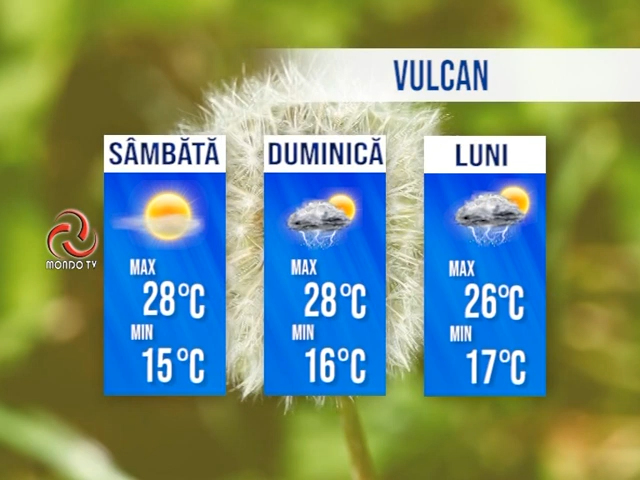 VULCAN
SÂMBĂTĂ
MAX
28°C
MIN
15°C
DUMINICĂ
MAX
28°C
MIN
16°C
LUNI
MAX
26°C
MIN
17°C
MONDO TV